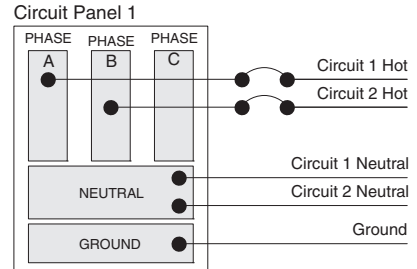 Circuit Panel 1
PHASE PHASE PHASE
A B C
Circuit 1 Hot
Circuit 2 Hot
Circuit 1 Neutral
NEUTRAL
Circuit 2 Neutral
Ground
GROUND